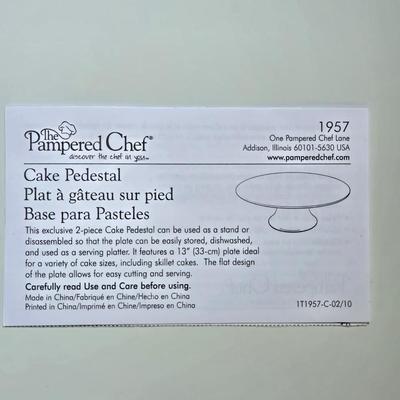 The
Pampered Chef®
discover the chef in you™
1957
One Pampered Chef Lane
Addison, Illinois 60101-5630 USA
www.pamperedchef.com
Cake Pedestal
Plat à gâteau sur pied
Base para Pasteles
This exclusive 2-piece Cake Pedestal can be used as a stand or
disassembled so that the plate can be easily stored, dishwashed,
and used as a serving platter. It features a 13" (33-cm) plate ideal
for a variety of cake sizes, including skillet cakes. The flat design
of the plate allows for easy cutting and serving.
Carefully read Use and Care before using.
Made in China/Fabriqué en Chine/Hecho en China
Printed in China/Imprimé en Chine/Impreso en China
1T1957-C-02/10